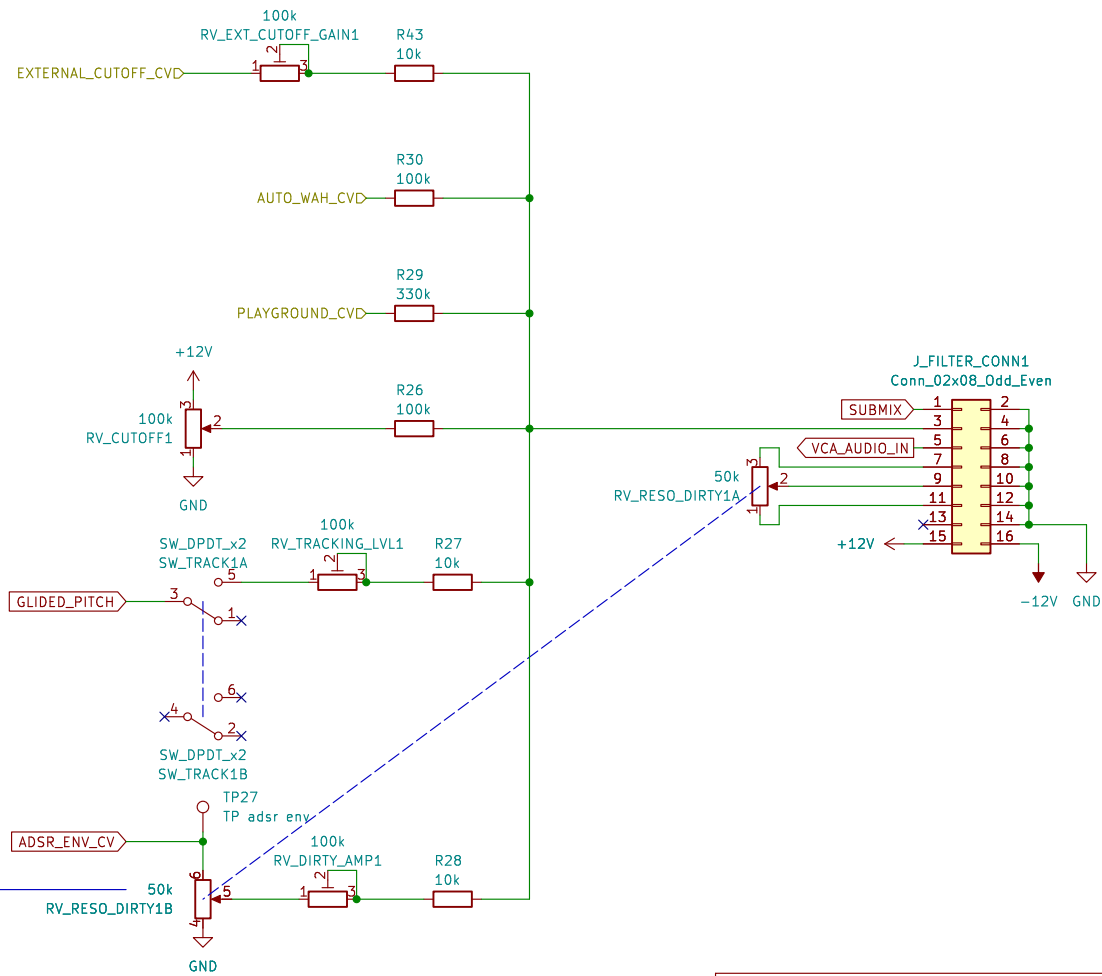 100k
RV_EXT_CUTOFF_GAIN1
R43
10k
EXTERNAL_CUTOFF_CV
1
2
3
R30
100k
AUTO_WAH_CV
R29
330k
PLAYGROUND_CV
+12V
R26
100k
100k
RV_CUTOFF1
3
2
1
GND
J_FILTER_CONN1
Conn_02x08_Odd_Even
SUBMIX
1
2
3
4
VCA_AUDIO_IN
5
6
7
8
9
10
11
12
13
14
15
16
+12V
-12V
GND
50k
RV_RESO_DIRTY1A
3
2
1
SW_DPDT_x2
SW_TRACK1A
100k
RV_TRACKING_LVL1
R27
10k
1
2
3
5
GLIDED_PITCH
3
1
6
4
2
SW_DPDT_x2
SW_TRACK1B
TP27
TP adsr env
ADSR_ENV_CV
100k
RV_DIRTY_AMP1
R28
10k
1
2
3
50k
RV_RESO_DIRTY1B
6
5
4
GND